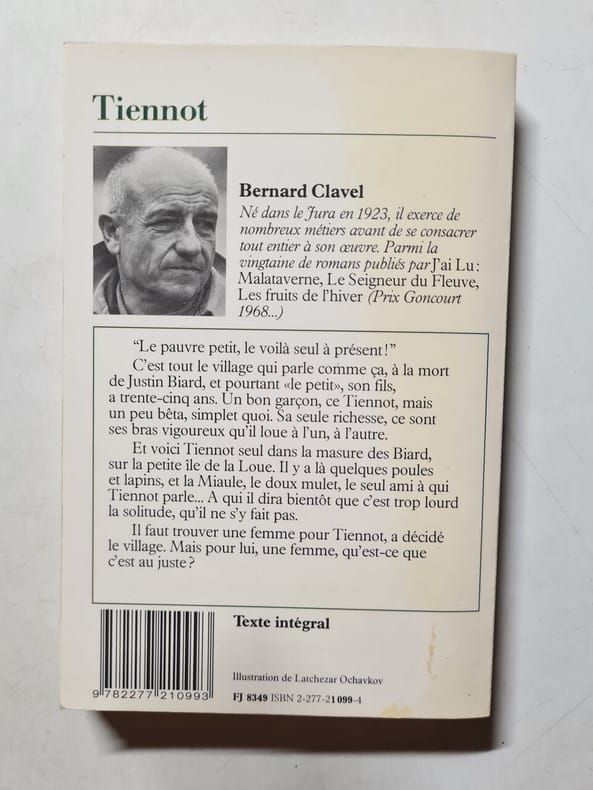 Tiennot
Bernard Clavel
Né dans le Jura en 1923, il exerce de
nombreux métiers avant de se consacrer
tout entier à son œuvre. Parmi la
vingtaine de romans publiés par J'ai Lu :
Malataverne, Le Seigneur du Fleuve,
Les fruits de l'hiver (Prix Goncourt
1968...)
“Le pauvre petit, le voilà seul à présent !”
C'est tout le village qui parle comme ça, à la mort
de Justin Biard, et pourtant «le petit», son fils,
a trente-cinq ans. Un bon garçon, ce Tiennot, mais
un peu bêta, simplet quoi. Sa seule richesse, ce sont
ses bras vigoureux qu'il loue à l'un, à l'autre.
Et voici Tiennot seul dans la masure des Biard,
sur la petite île de la Loue. Il y a là quelques poules
et lapins, et la Miaule, le doux mulet, le seul ami à qui
Tiennot parle... A qui il dira bientôt que c'est trop lourd
la solitude, qu'il ne s'y fait pas.
Il faut trouver une femme pour Tiennot, a décidé
le village. Mais pour lui, une femme, qu'est-ce que
c'est au juste ?
Texte intégral
Illustration de Latchezar Ochavkov
FJ 8349 ISBN 2-277-21099-4
9 782277 210993